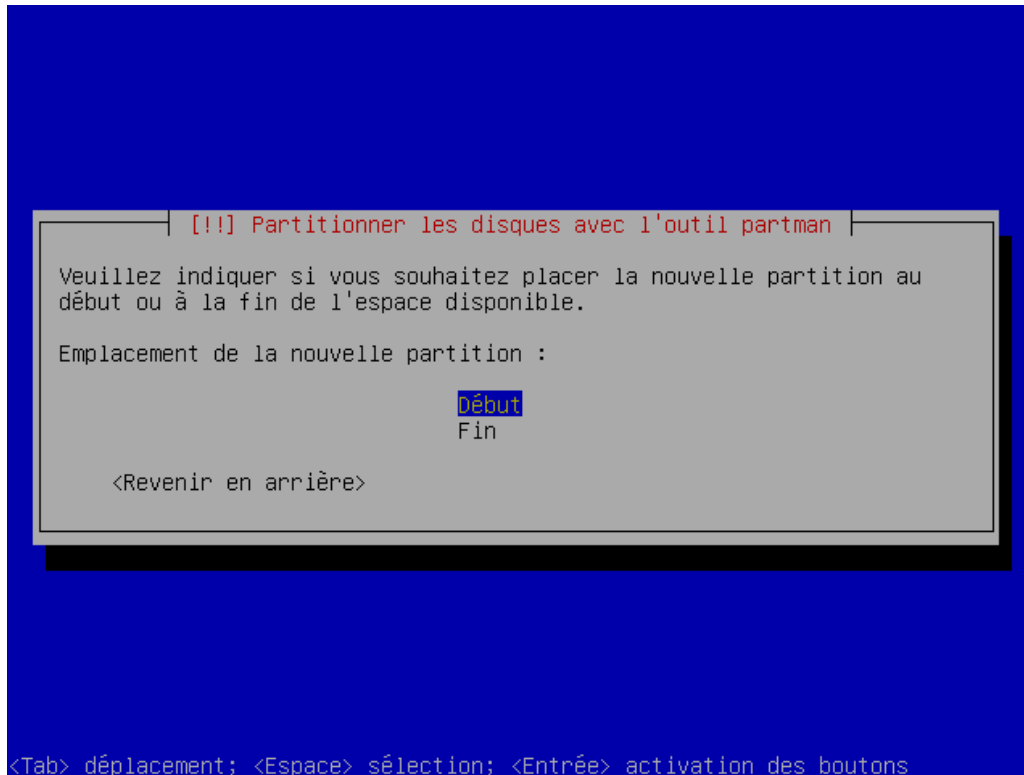 [!!] Partitionner les disques avec l'outil partman
Veuillez indiquer si vous souhaitez placer la nouvelle partition au
début ou à la fin de l'espace disponible.
Emplacement de la nouvelle partition :
Début
Fin
<Revenir en arrière>
<Tab> déplacement; <Espace> sélection; <Entrée> activation des boutons